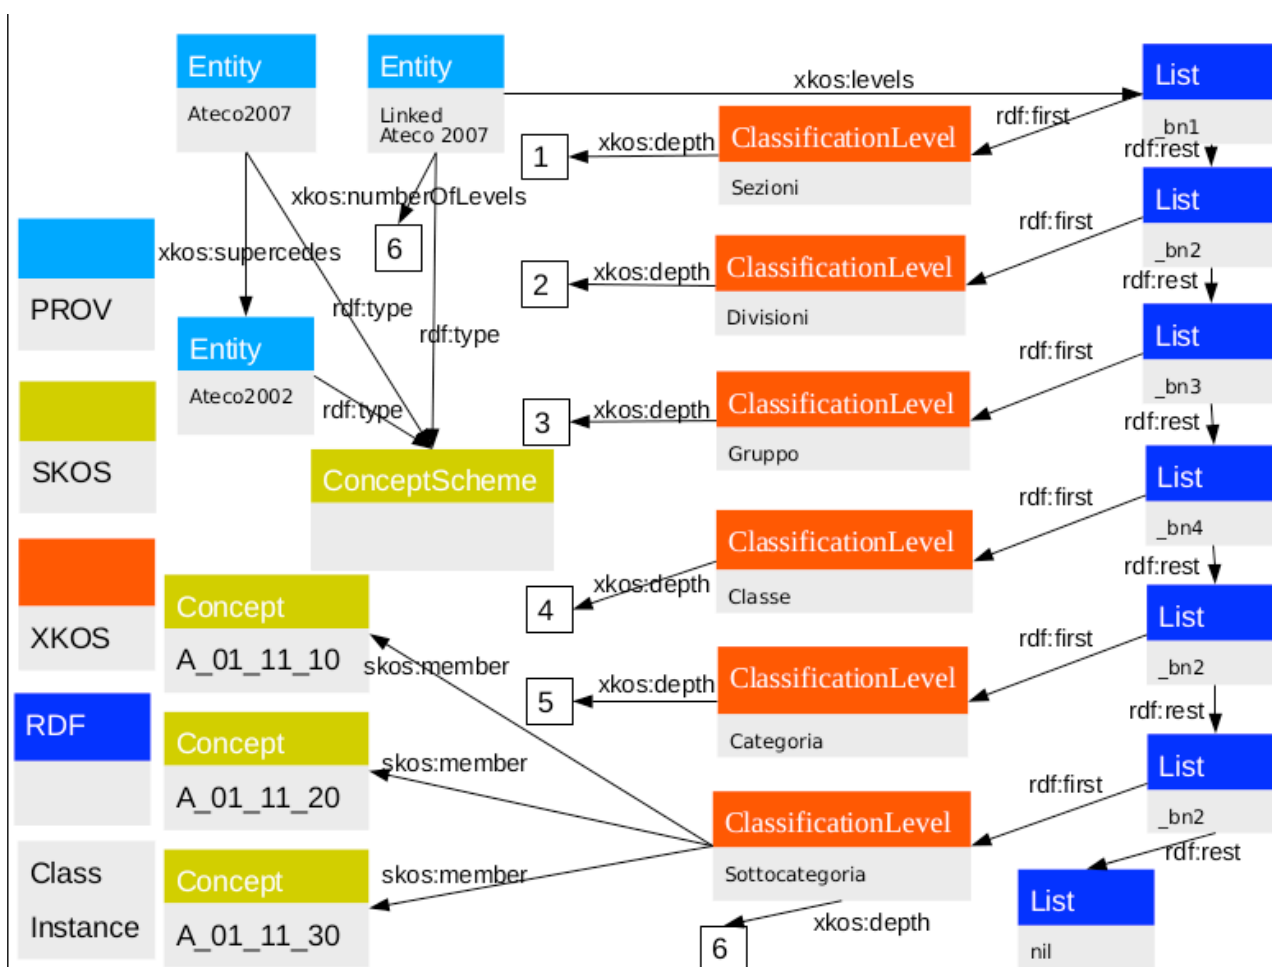 Entity
Ateco2007
Entity
Linked
Ateco 2007
xkos:levels
List
_bn1
rdf:first
rdf:rest
ClassificationLevel
Sezioni
xkos:depth
1
xkos:numberOfLevels
6
xkos:supercedes
rdf:type
rdf:type
List
_bn2
rdf:first
rdf:rest
ClassificationLevel
Divisioni
xkos:depth
2
PROV
Entity
Ateco2002
rdf:type
List
_bn3
rdf:first
rdf:rest
ClassificationLevel
Gruppo
xkos:depth
3
SKOS
ConceptScheme
List
_bn4
rdf:first
rdf:rest
ClassificationLevel
Classe
xkos:depth
4
XKOS
Concept
A_01_11_10
skos:member
List
_bn2
rdf:first
rdf:rest
ClassificationLevel
Categoria
xkos:depth
5
RDF
Concept
A_01_11_20
skos:member
List
_bn2
rdf:first
rdf:rest
ClassificationLevel
Sottocategoria
xkos:depth
6
Class
Instance
Concept
A_01_11_30
skos:member
List
nil